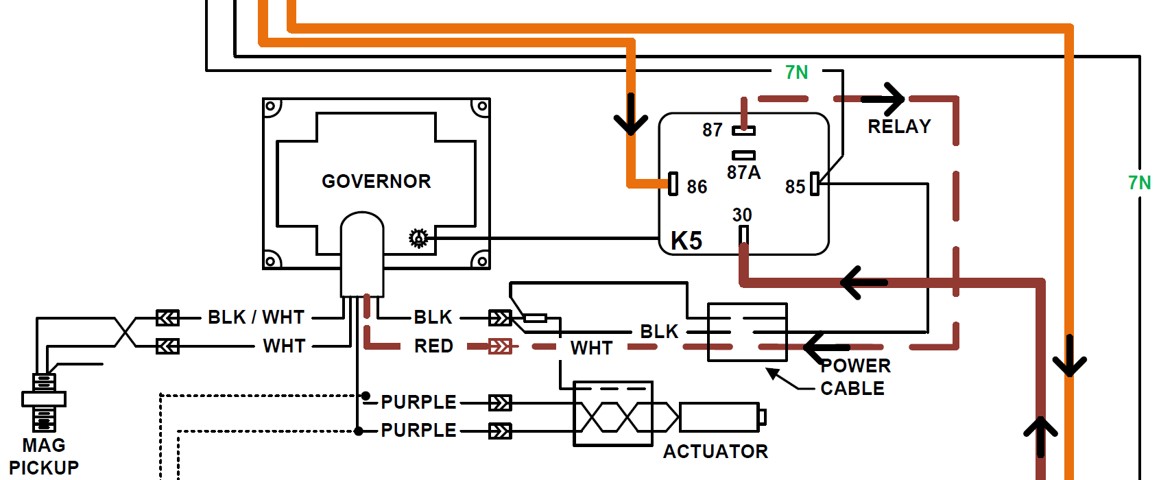 7N
RELAY
87
87A
GOVERNOR
86
85
7N
30
K5
BLK / WHT
BLK
BLK
WHT
RED
WHT
POWER
CABLE
PURPLE
PURPLE
MAG
PICKUP
ACTUATOR